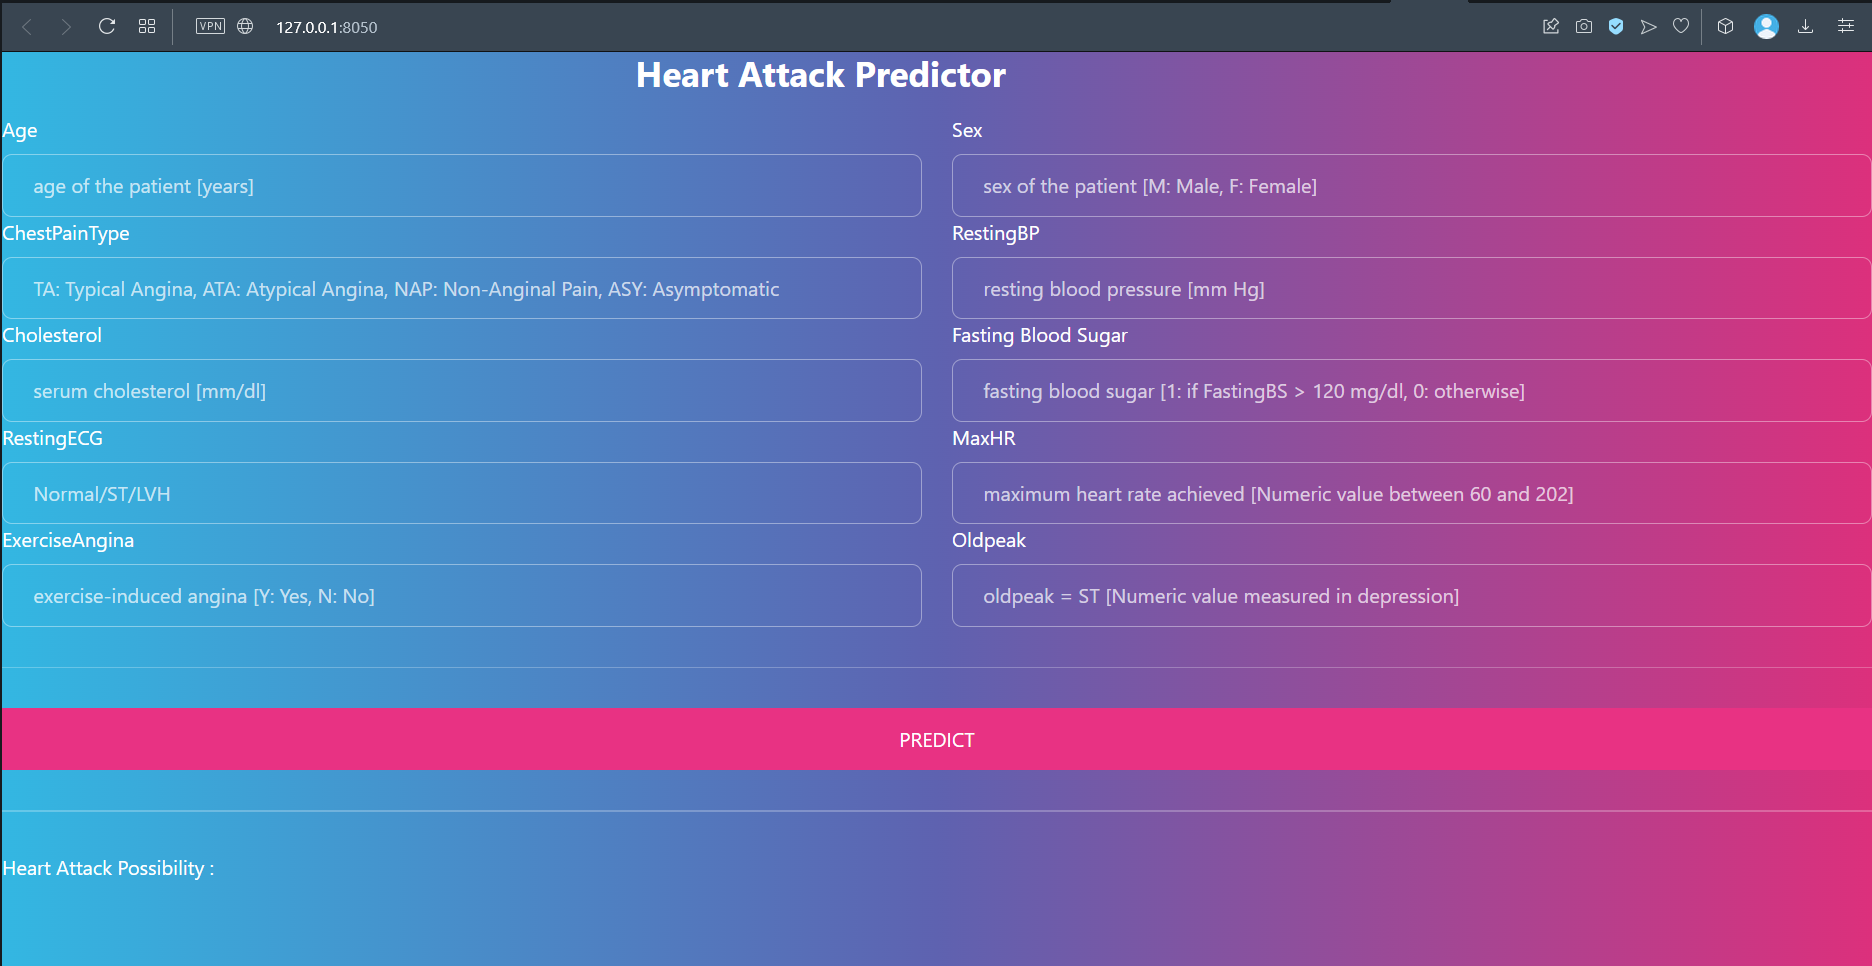 VPN
127.0.0.1:8050
Heart Attack Predictor
Age
Sex
age of the patient [years]
sex of the patient [M: Male, F: Female]
ChestPainType
RestingBP
TA: Typical Angina, ATA: Atypical Angina, NAP: Non-Anginal Pain, ASY: Asymptomatic
resting blood pressure [mm Hg]
Cholesterol
Fasting Blood Sugar
serum cholesterol [mm/dl]
fasting blood sugar [1: if FastingBS > 120 mg/dl, 0: otherwise]
RestingECG
MaxHR
Normal/ST/LVH
maximum heart rate achieved [Numeric value between 60 and 202]
ExerciseAngina
Oldpeak
exercise-induced angina [Y: Yes, N: No]
oldpeak = ST [Numeric value measured in depression]
PREDICT
Heart Attack Possibility :